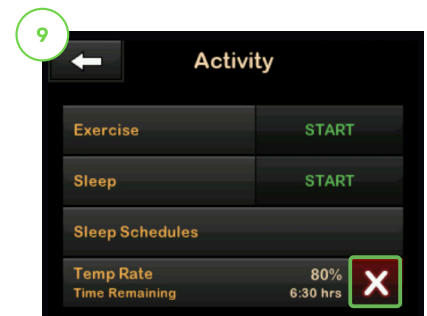 9
Activity
Exercise START
Sleep START
Sleep Schedules
Temp Rate 80%
Time Remaining 6:30 hrs